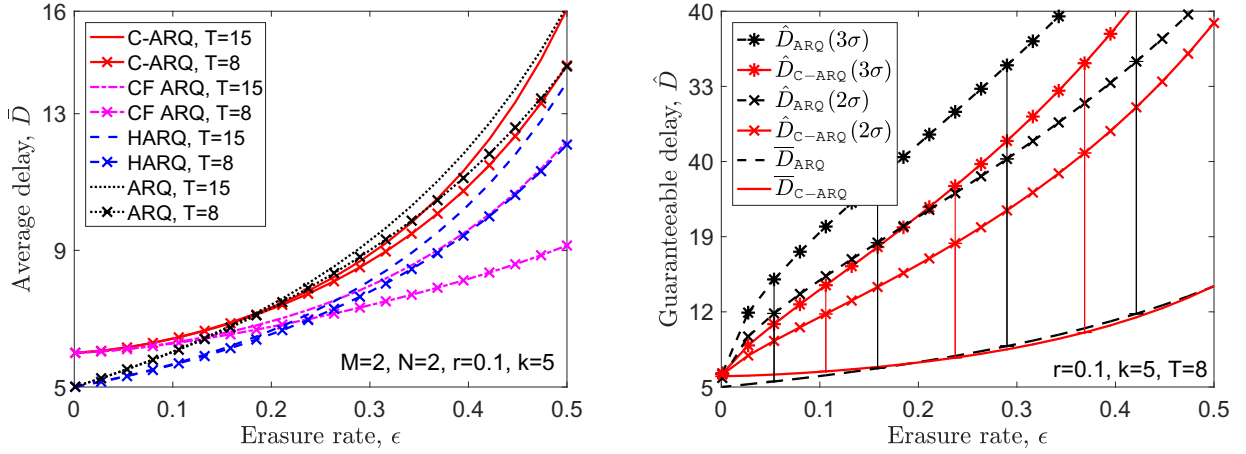 16
13
9
5
Average delay, D̄
C-ARQ, T=15
C-ARQ, T=8
CF ARQ, T=15
CF ARQ, T=8
HARQ, T=15
HARQ, T=8
ARQ, T=15
ARQ, T=8
M=2, N=2, r=0.1, k=5
0 0.1 0.2 0.3 0.4 0.5
Erasure rate, ϵ
40
33
40
19
12
5
Guaranteeable delay, D̂
D̂ARQ(3σ)
D̂C−ARQ(3σ)
D̂ARQ(2σ)
D̂C−ARQ(2σ)
D̅ARQ
D̅C−ARQ
r=0.1, k=5, T=8
0 0.1 0.2 0.3 0.4 0.5
Erasure rate, ϵ